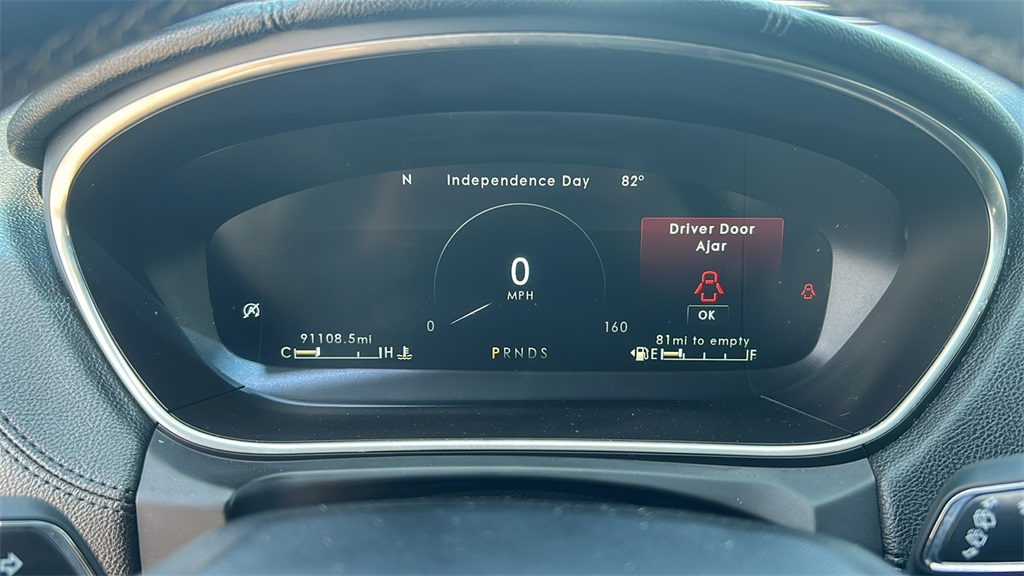 N Independence Day 82°
Driver Door
Ajar
0
MPH
OK
0 160
91108.5mi
81mi to empty
C H
PRNDS
E F